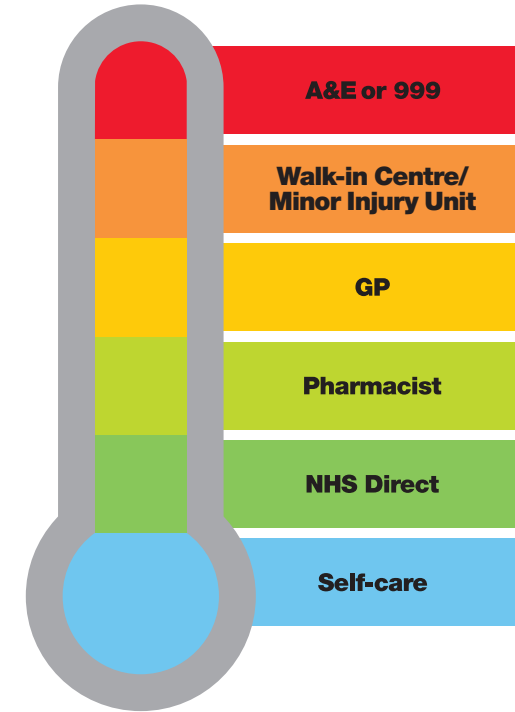 A&E or 999
Walk-in Centre/
Minor Injury Unit
GP
Pharmacist
NHS Direct
Self-care